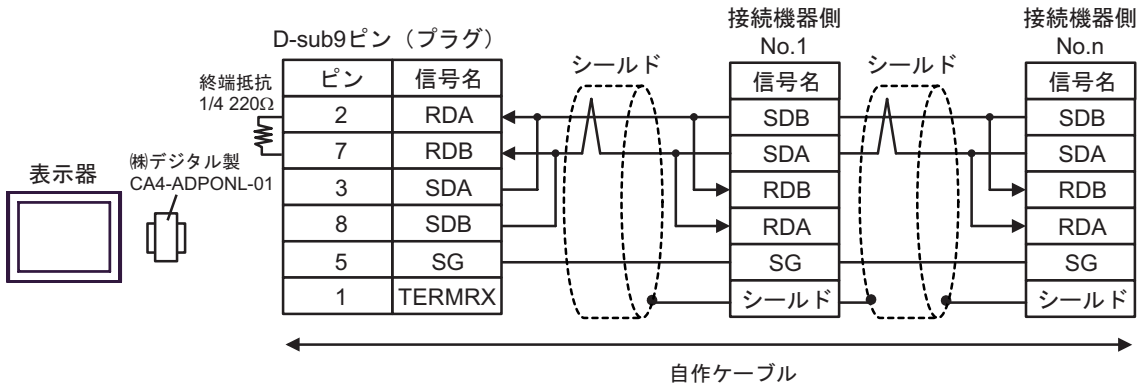 D-sub9ピン（プラグ）
接続機器側
No.1
接続機器側
No.n
終端抵抗
1/4 220Ω
ピン 信号名
シールド
信号名
シールド
信号名
2 RDA
SDB
SDB
7 RDB
SDA
SDA
3 SDA
RDB
RDB
8 SDB
RDA
RDA
5 SG
SG
SG
1 TERMRX
シールド
シールド
表示器
㈱デジタル製
CA4-ADPONL-01
自作ケーブル